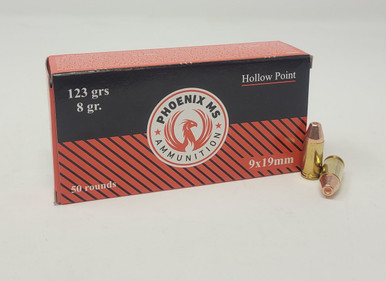 123 grs
8 gr.
Hollow Point
PHOENIX MS
AMMUNITION
50 rounds
9x19mm